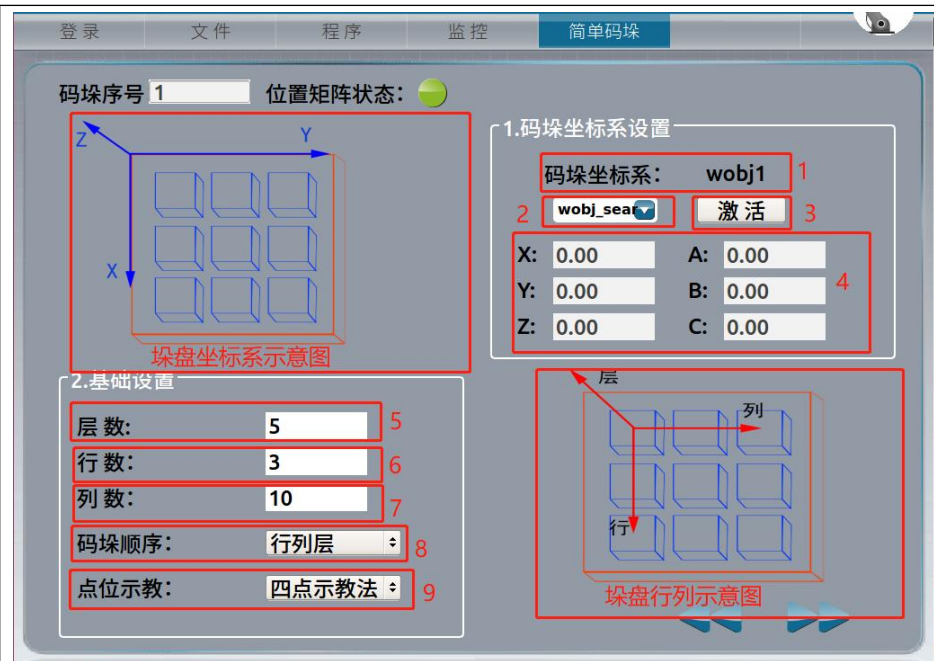 登录 文件 程序 监控 简单码垛
码垛序号 1 位置矩阵状态：
Z Y
X
垛盘坐标系示意图
1.码垛坐标系设置
码垛坐标系： wobj1 1
2 wobj_sear 激活 3
X: 0.00 A: 0.00
Y: 0.00 B: 0.00 4
Z: 0.00 C: 0.00
2.基础设置
层数: 5 5
行数： 3 6
列数： 10 7
码垛顺序： 行列层 8
点位示教： 四点示教法 9
层
列
行
垛盘行列示意图